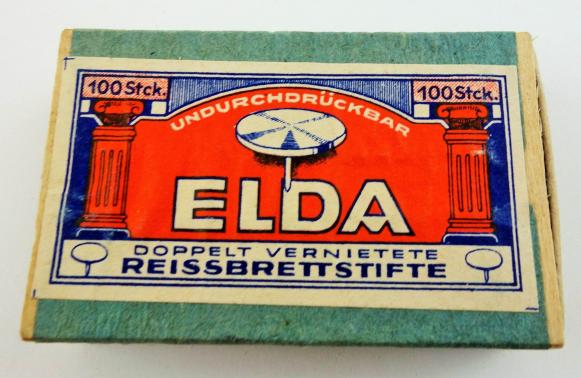 100 Stck. 100 Stck.
UNDURCHDRÜCKBAR
ELDA
DOPPELT VERNIETETE
REISSBRETTSTIFTE